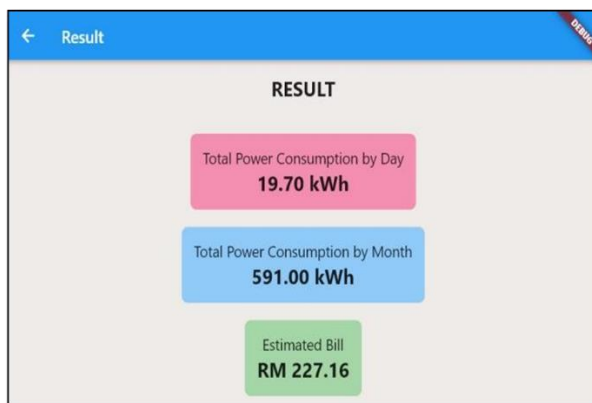 Result
DEBUG
RESULT
Total Power Consumption by Day
19.70 kWh
Total Power Consumption by Month
591.00 kWh
Estimated Bill
RM 227.16